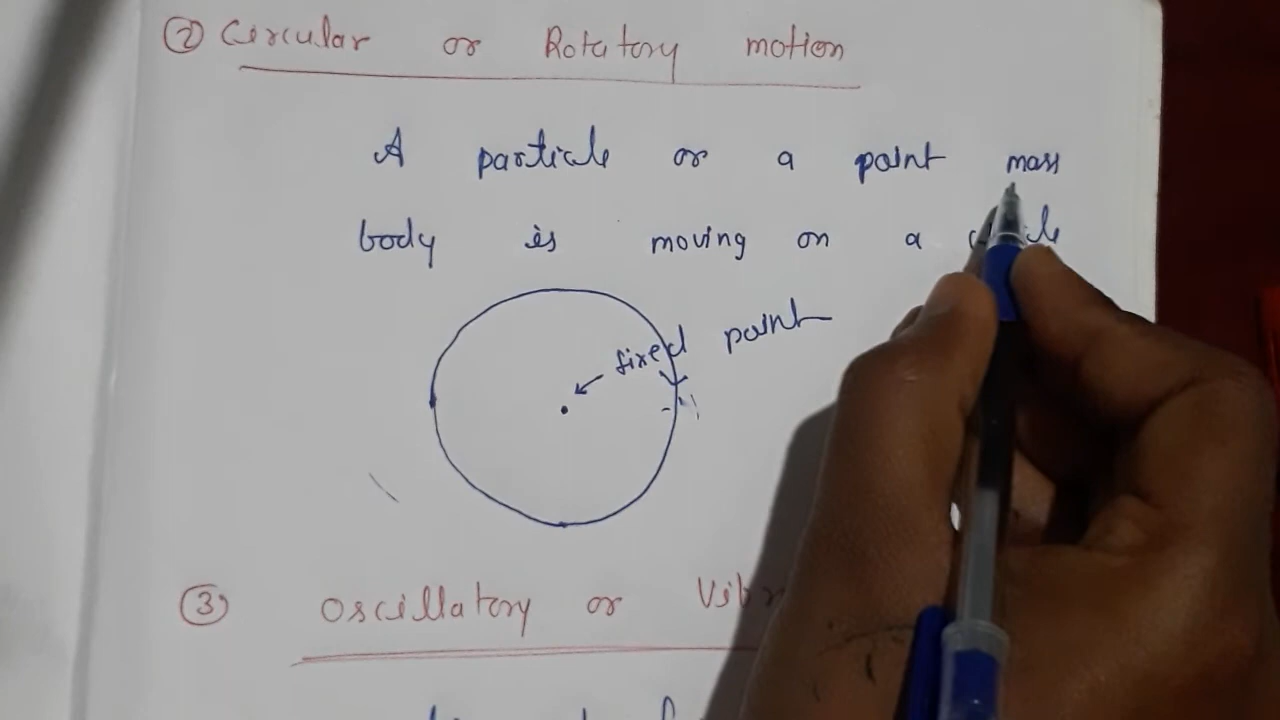 ② Circular or Rotatory motion
A particle or a point mass
body is moving on a
fixed point
③ Oscillatory or